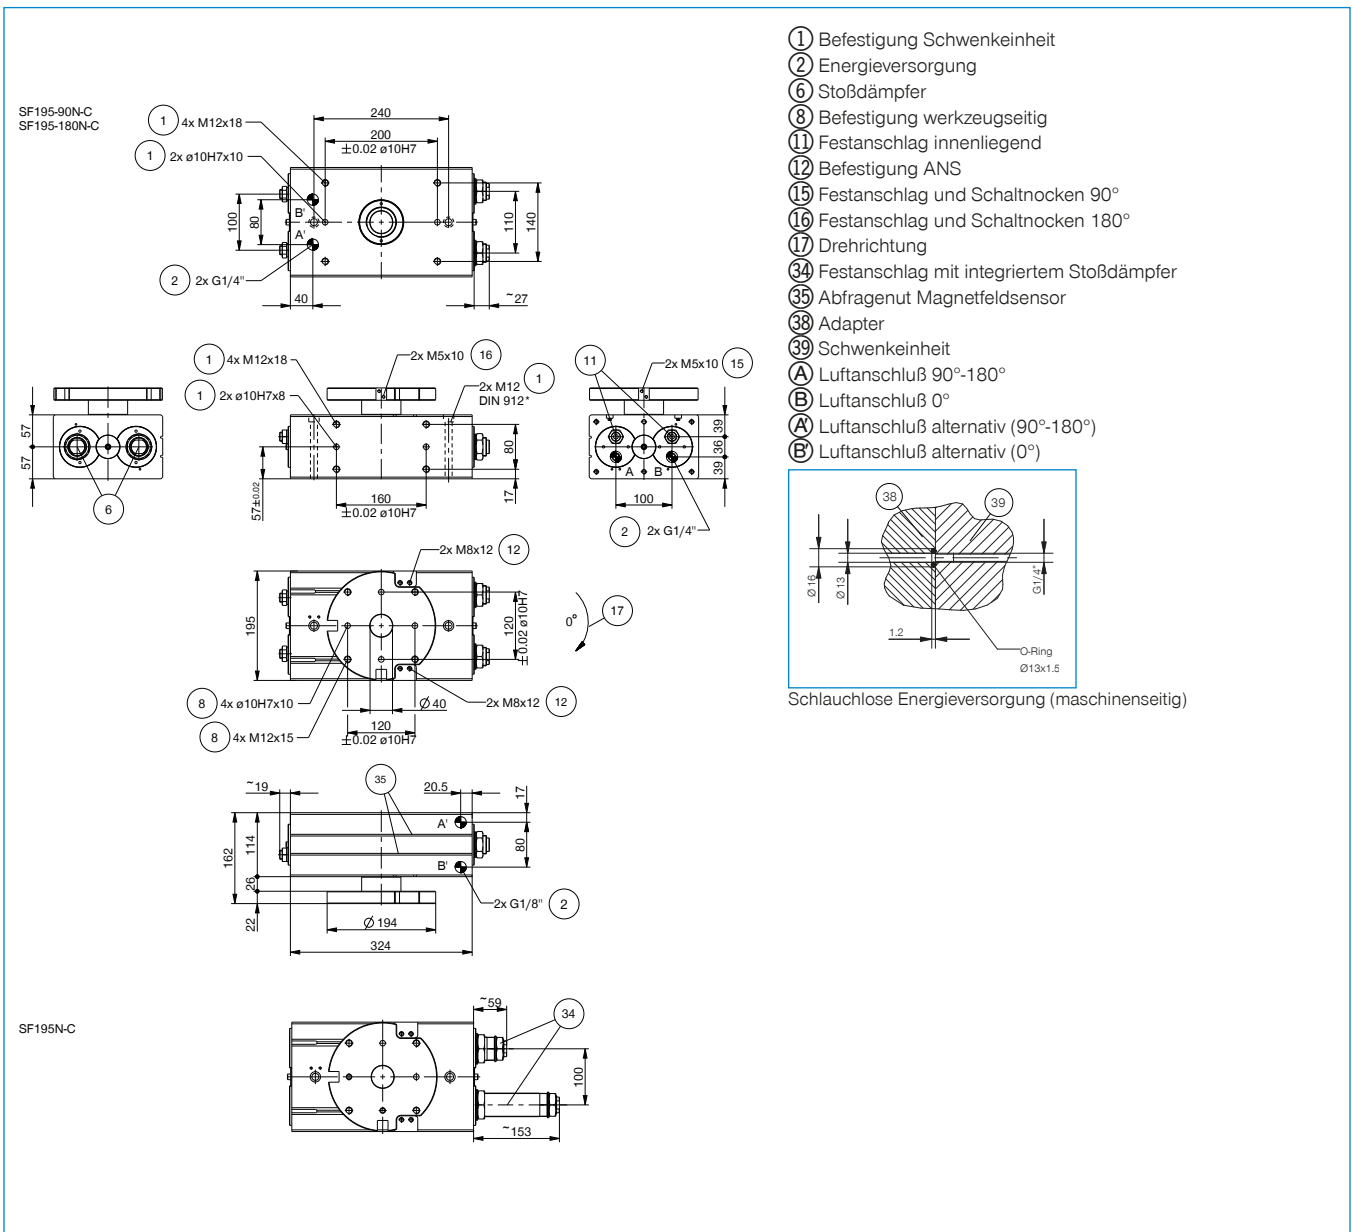 SF195-90N-C
SF195-180N-C
1 4x M12x18
1 2x ø10H7x10
240
200
±0.02 ø10H7
100
80
B'
A'
110
140
2 2x G1/4"
40
~27
1 4x M12x18
1 2x ø10H7x8
2x M5x10 16
2x M12 1
DIN 912*
11
2x M5x10 15
57
57
6
57±0.02
160
±0.02 ø10H7
80
17
39
36
39
A B
100
2 2x G1/4"
2x M8x12 12
195
120
±0.02 ø10H7
0°
17
8 4x ø10H7x10
Ø 40
2x M8x12 12
8 4x M12x15
120
±0.02 ø10H7
~19
35
20.5
17
A'
162
114
80
B'
26
22
2x G1/8" 2
Ø 194
324
SF195N-C
~59
34
100
~153
1 Befestigung Schwenkeinheit
2 Energieversorgung
6 Stoßdämpfer
8 Befestigung werkzeugseitig
11 Festanschlag innenliegend
12 Befestigung ANS
15 Festanschlag und Schaltnocken 90°
16 Festanschlag und Schaltnocken 180°
17 Drehrichtung
34 Festanschlag mit integriertem Stoßdämpfer
35 Abfragenut Magnetfeldsensor
38 Adapter
39 Schwenkeinheit
A Luftanschluß 90°-180°
B Luftanschluß 0°
A' Luftanschluß alternativ (90°-180°)
B' Luftanschluß alternativ (0°)
38
39
Ø 16
Ø 13
G1/4"
1.2
O-Ring
Ø13x1.5
Schlauchlose Energieversorgung (maschinenseitig)